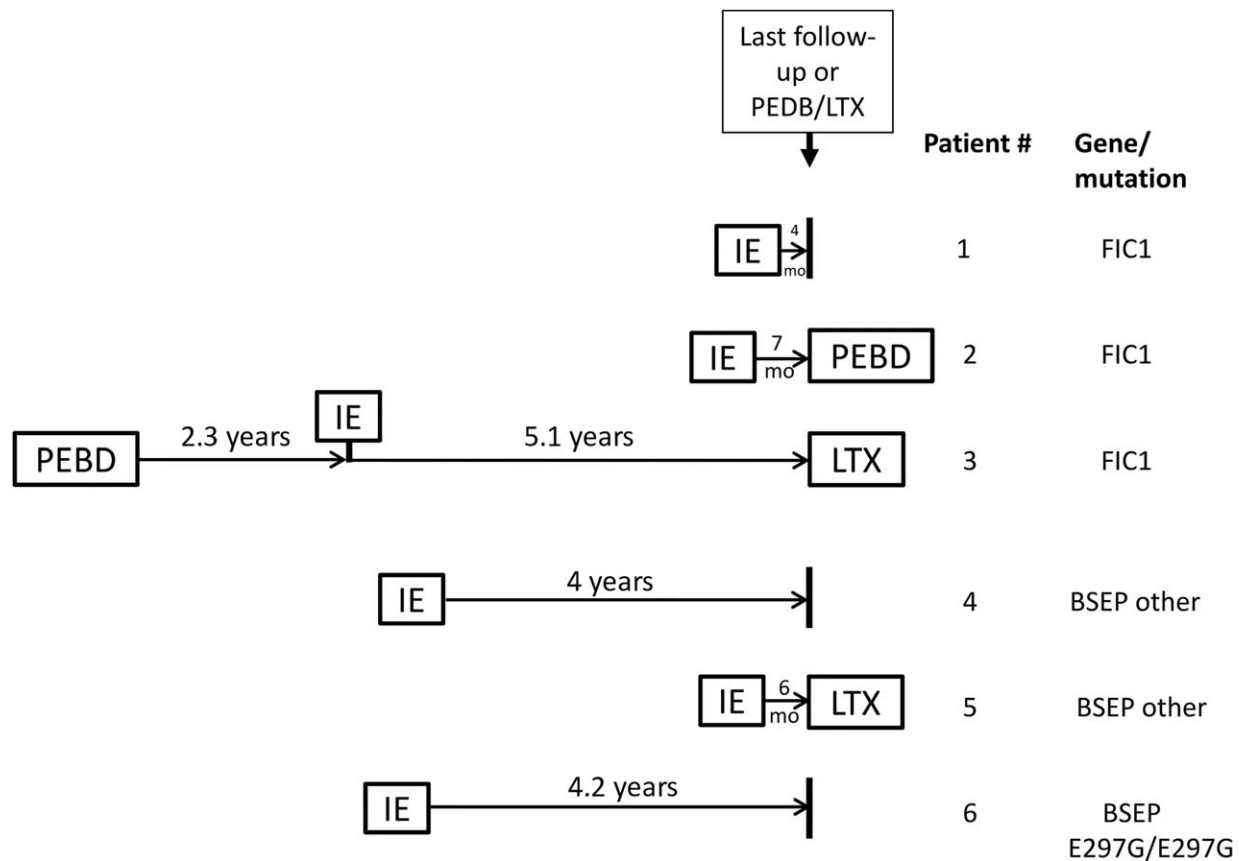 Last follow-
up or
PEDB/LTX
Patient #
Gene/
mutation
IE
4
mo
1
FIC1
IE
7
mo
PEBD
2
FIC1
PEBD
2.3 years
IE
5.1 years
LTX
3
FIC1
IE
4 years
4
BSEP other
IE
6
mo
LTX
5
BSEP other
IE
4.2 years
6
BSEP
E297G/E297G